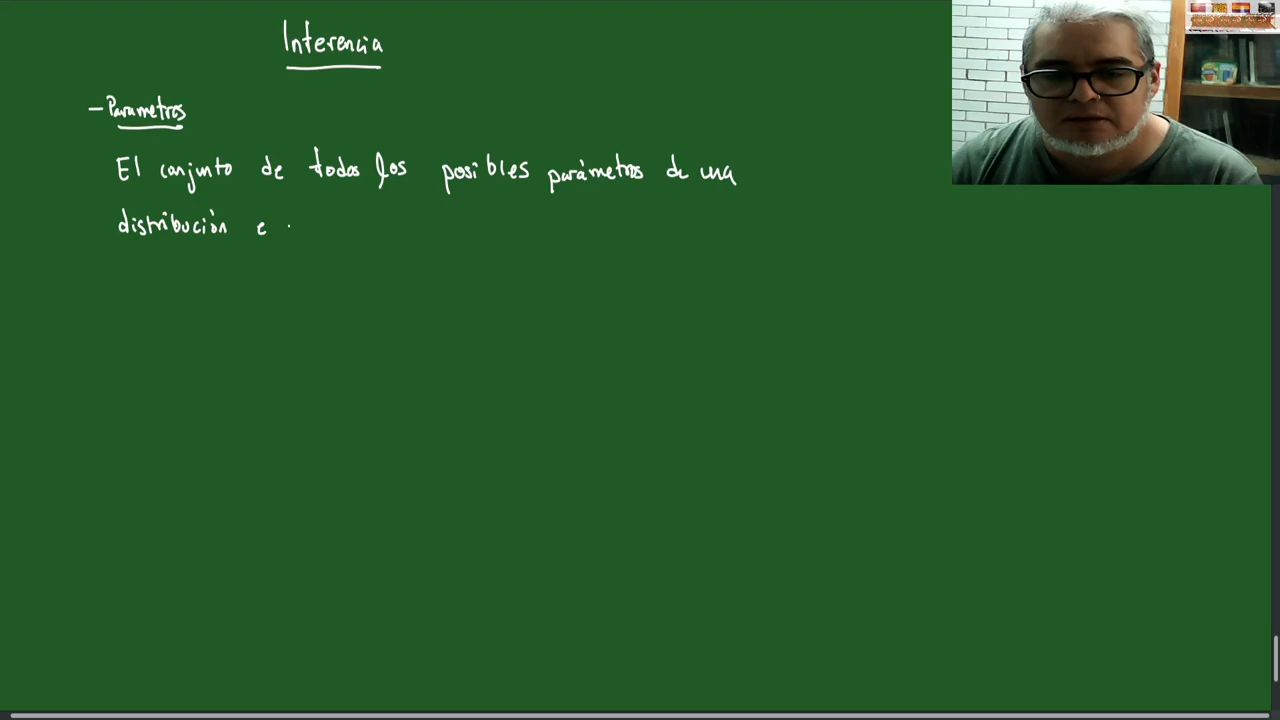 Inferencia
- Parametros
El conjunto de todos los posibles parámetros de una
distribución e